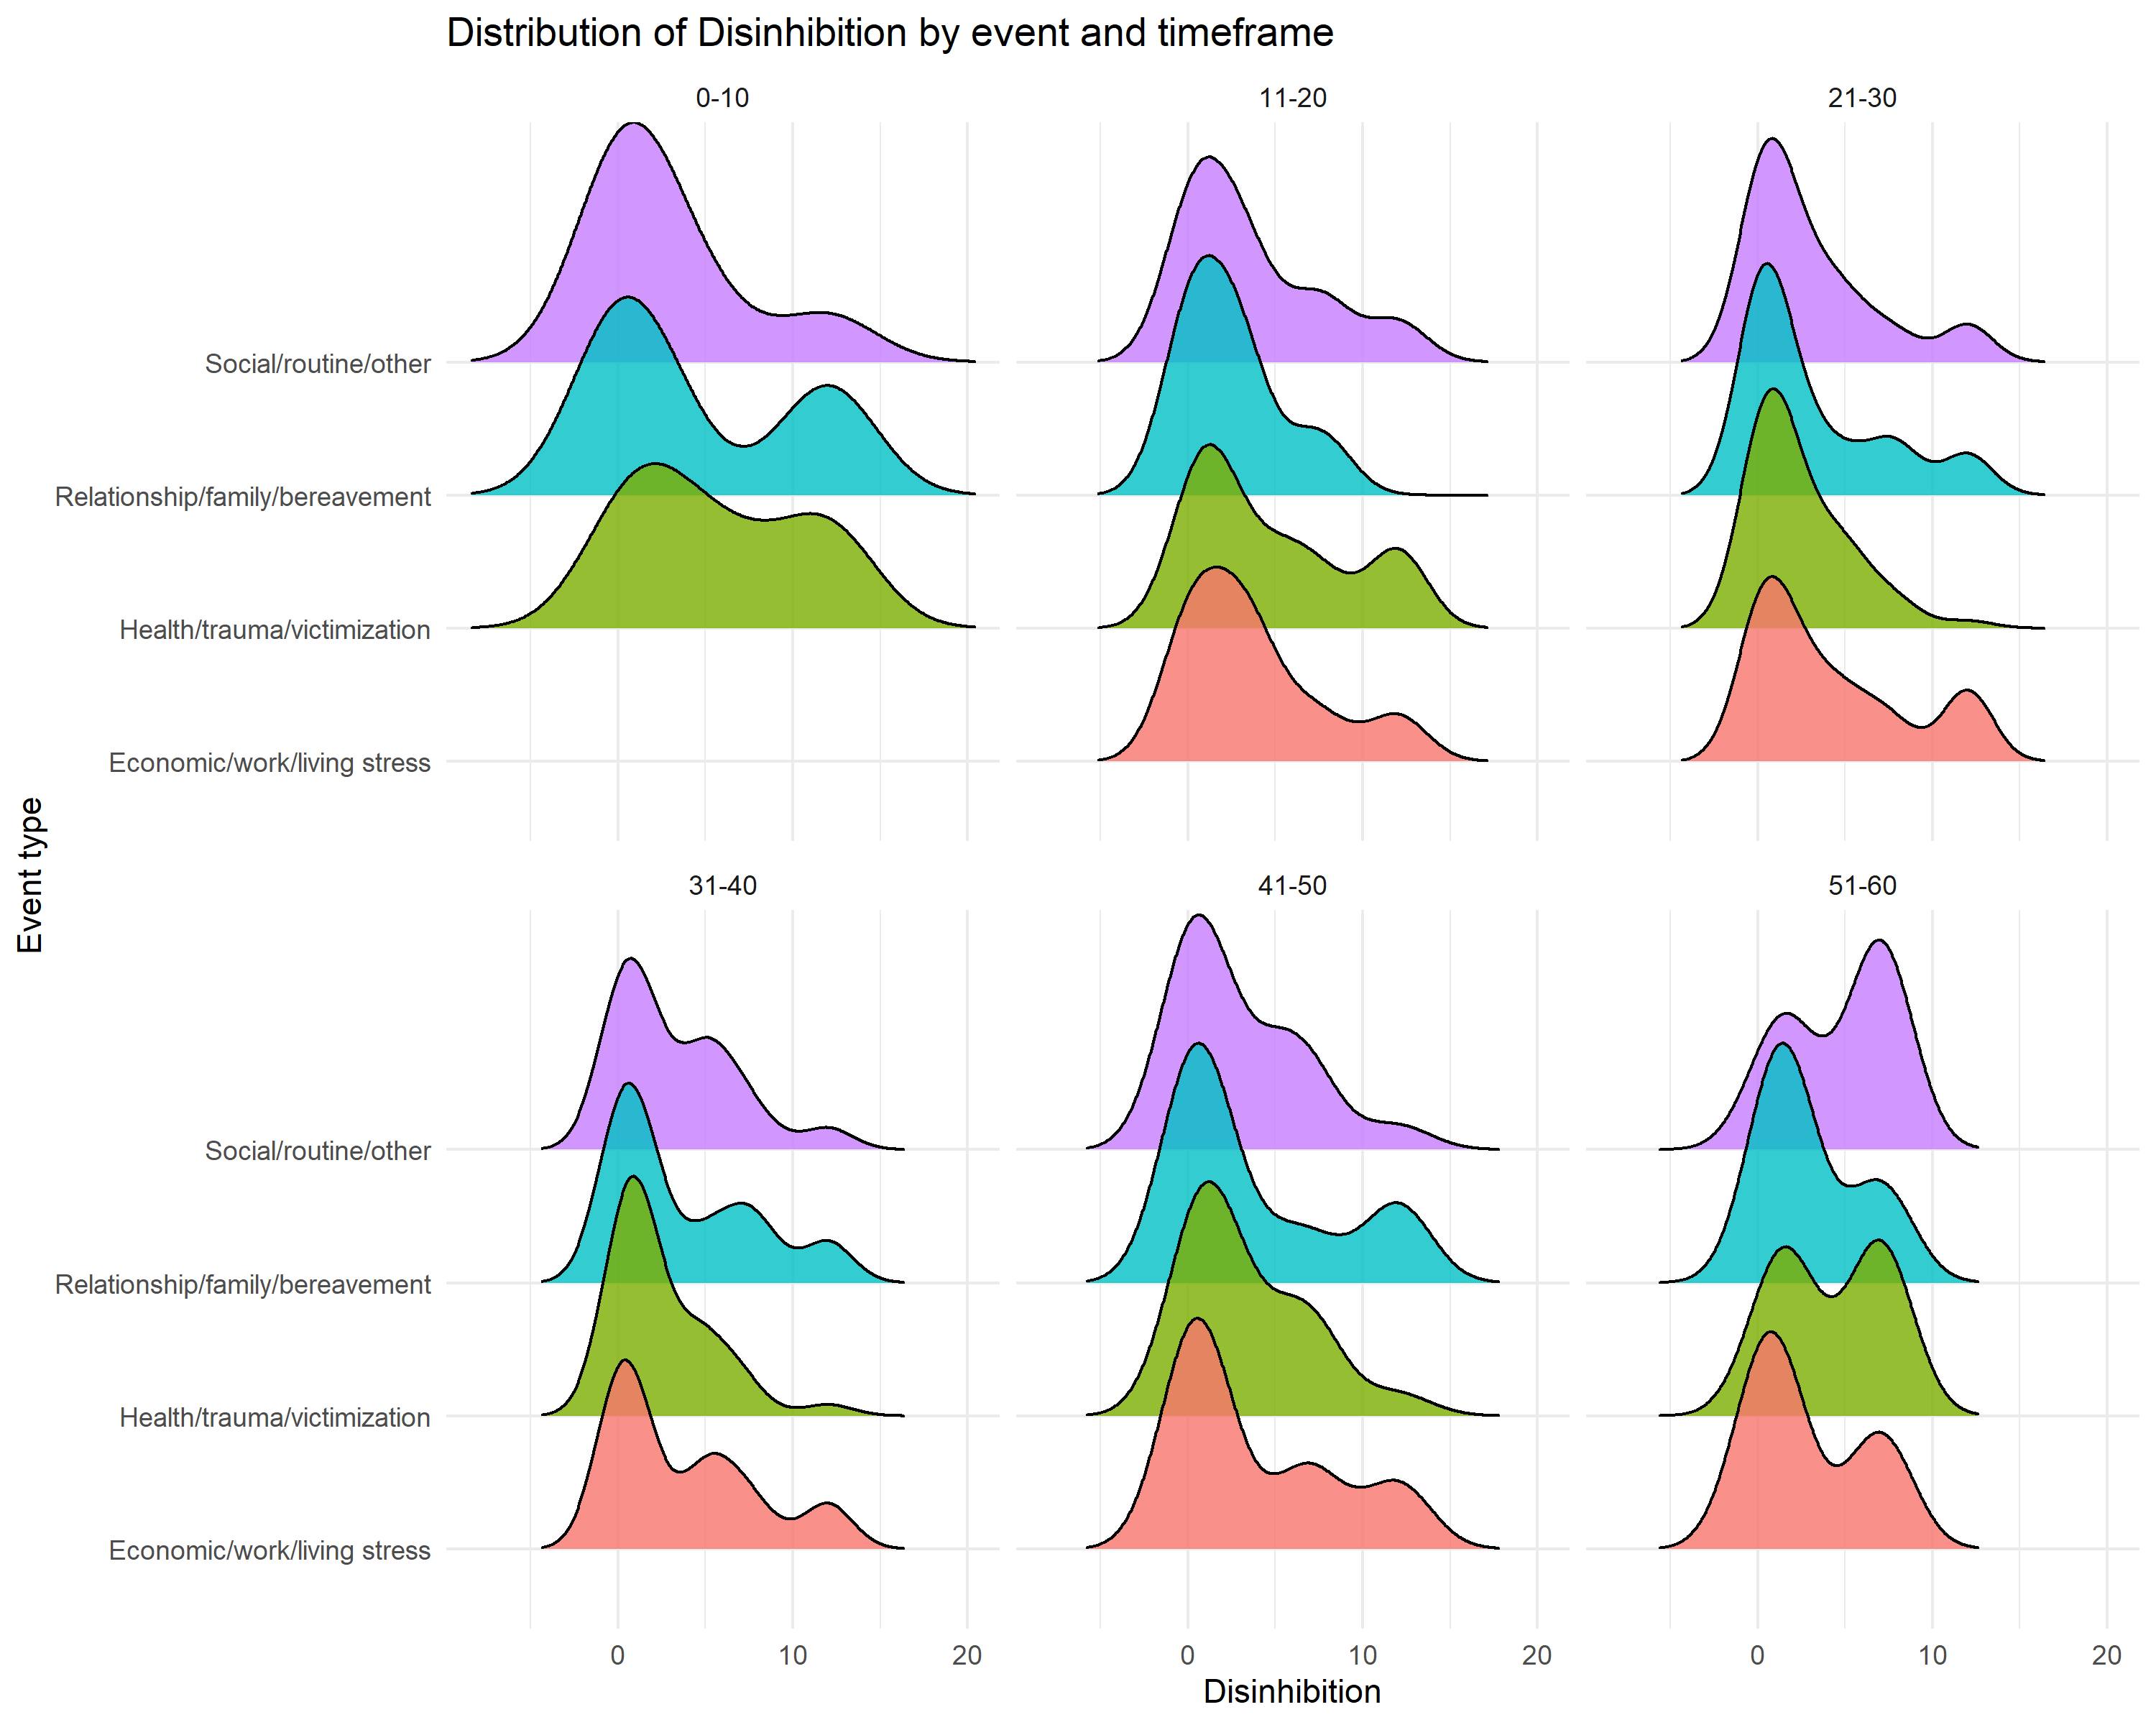 Distribution of Disinhibition by event and timeframe
0-10
11-20
21-30
Social/routine/other
Relationship/family/bereavement
Health/trauma/victimization
Economic/work/living stress
Event type
31-40
41-50
51-60
Social/routine/other
Relationship/family/bereavement
Health/trauma/victimization
Economic/work/living stress
0 10 20 0 10 20 0 10 20
Disinhibition